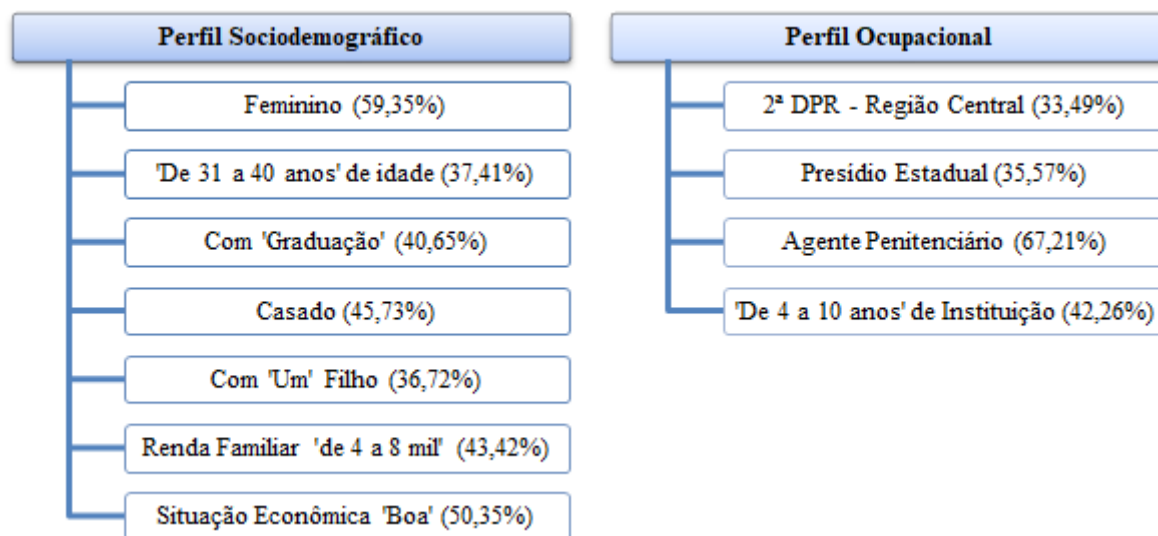 Perfil Sociodemográfico
Feminino (59,35%)
'De 31 a 40 anos' de idade (37,41%)
Com 'Graduação' (40,65%)
Casado (45,73%)
Com 'Um' Filho (36,72%)
Renda Familiar 'de 4 a 8 mil' (43,42%)
Situação Econômica 'Boa' (50,35%)
Perfil Ocupacional
2ª DPR - Região Central (33,49%)
Presídio Estadual (35,57%)
Agente Penitenciário (67,21%)
'De 4 a 10 anos' de Instituição (42,26%)